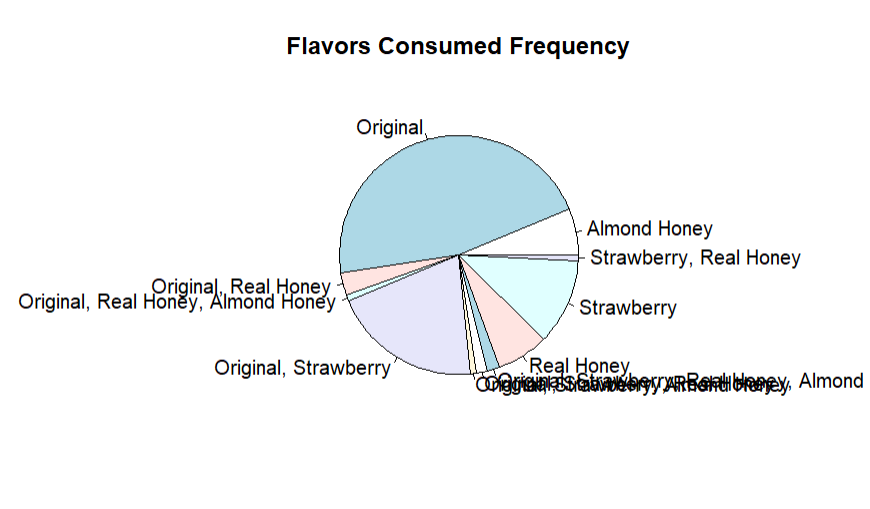 Flavors Consumed Frequency
Original
Almond Honey
Strawberry, Real Honey
Original, Real Honey
Original, Real Honey, Almond Honey
Strawberry
Original, Strawberry
Real Honey